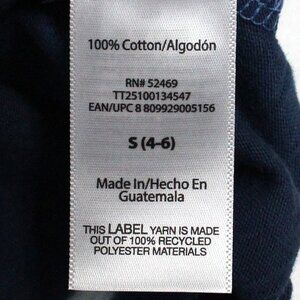 100% Cotton/Algodón
RN# 52469
TT25100134547
EAN/UPC 8 809929005156
S (4-6)
Made In/Hecho En
Guatemala
THIS LABEL YARN IS MADE
OUT OF 100% RECYCLED
POLYESTER MATERIALS